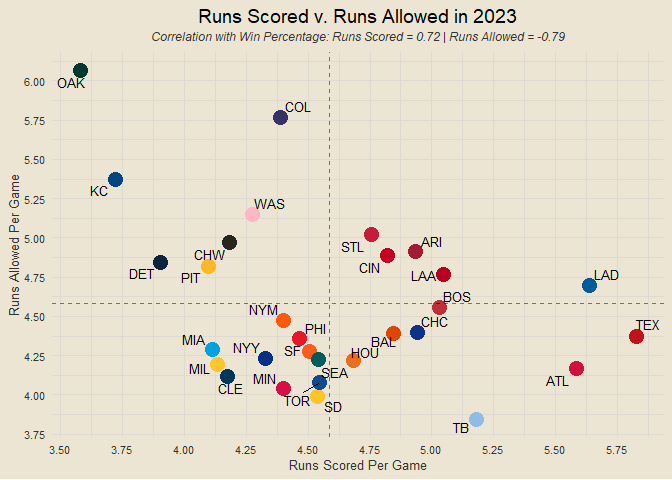 Runs Scored v. Runs Allowed in 2023
Correlation with Win Percentage: Runs Scored = 0.72 | Runs Allowed = -0.79
6.00
OAK
COL
5.75
5.50
KC
5.25
WAS
5.00
STL
ARI
CHW
DET
PIT
CIN
LAA
LAD
4.75
BOS
NYM
4.50
PHI
CHC
TEX
MIA
NYY
SF
BAL
HOU
4.25
MIL
CLE
MIN
SEA
ATL
TOR
SD
4.00
TB
3.75
Runs Allowed Per Game
3.50 3.75 4.00 4.25 4.50 4.75 5.00 5.25 5.50 5.75
Runs Scored Per Game